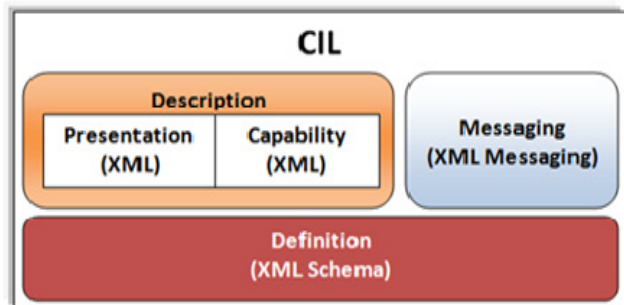 CIL
Description
Presentation
(XML)
Capability
(XML)
Messaging
(XML Messaging)
Definition
(XML Schema)